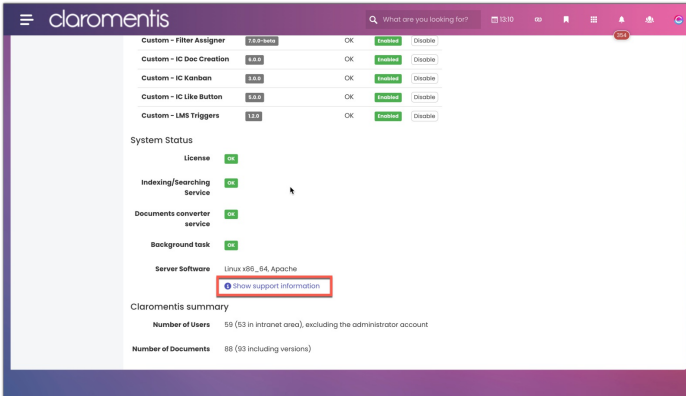 claromentis What are you looking for? 13:10
354
Custom - Filter Assigner 7.0.0-beta OK Enabled Disable
Custom - IC Doc Creation 6.0.0 OK Enabled Disable
Custom - IC Kanban 3.0.0 OK Enabled Disable
Custom - IC Like Button 5.0.0 OK Enabled Disable
Custom - LMS Triggers 1.2.0 OK Enabled Disable
System Status
License OK
Indexing/Searching OK
Service
Documents converter OK
service
Background task OK
Server Software Linux x86_64, Apache
Show support information
Claromentis summary
Number of Users 59 (53 in intranet area), excluding the administrator account
Number of Documents 88 (93 including versions)